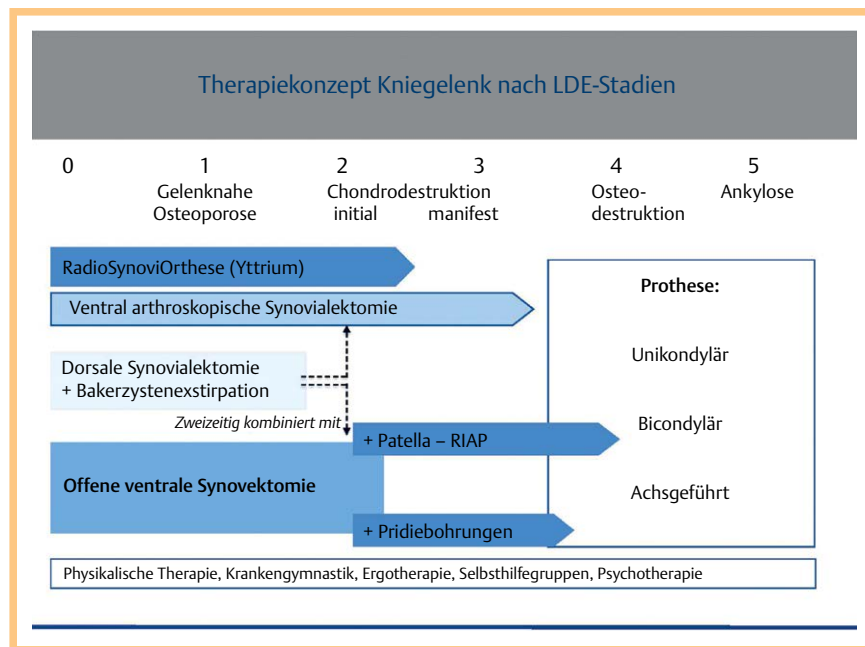 Therapiekonzept Kniegelenk nach LDE-Stadien
0 1 2 3 4 5
Gelenknahe Chondrodestruktion Osteo- Ankylose
Osteoporose initial manifest destruktion
RadioSynoviOrthese (Yttrium)
Ventral arthroskopische Synovialektomie
Dorsale Synovialektomie
+ Bakerzystenexstirpation
Zweizeitig kombiniert mit
+ Patella – RIAP
Offene ventrale Synovektomie
+ Pridiebohrungen
Prothese:
Unikondylär
Bicondylär
Achsgeführt
Physikalische Therapie, Krankengymnastik, Ergotherapie, Selbsthilfegruppen, Psychotherapie